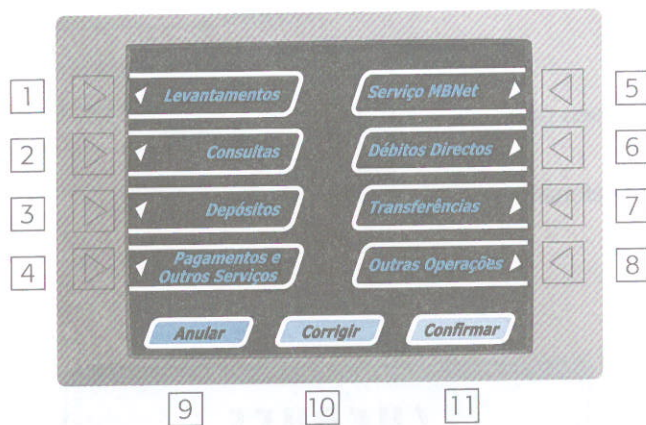 1
Levantamentos
Serviço MBNet
5
2
Consultas
Débitos Directos
6
3
Depósitos
Transferências
7
4
Pagamentos e
Outros Serviços
Outras Operações
8
Anular
Corrigir
Confirmar
9
10
11